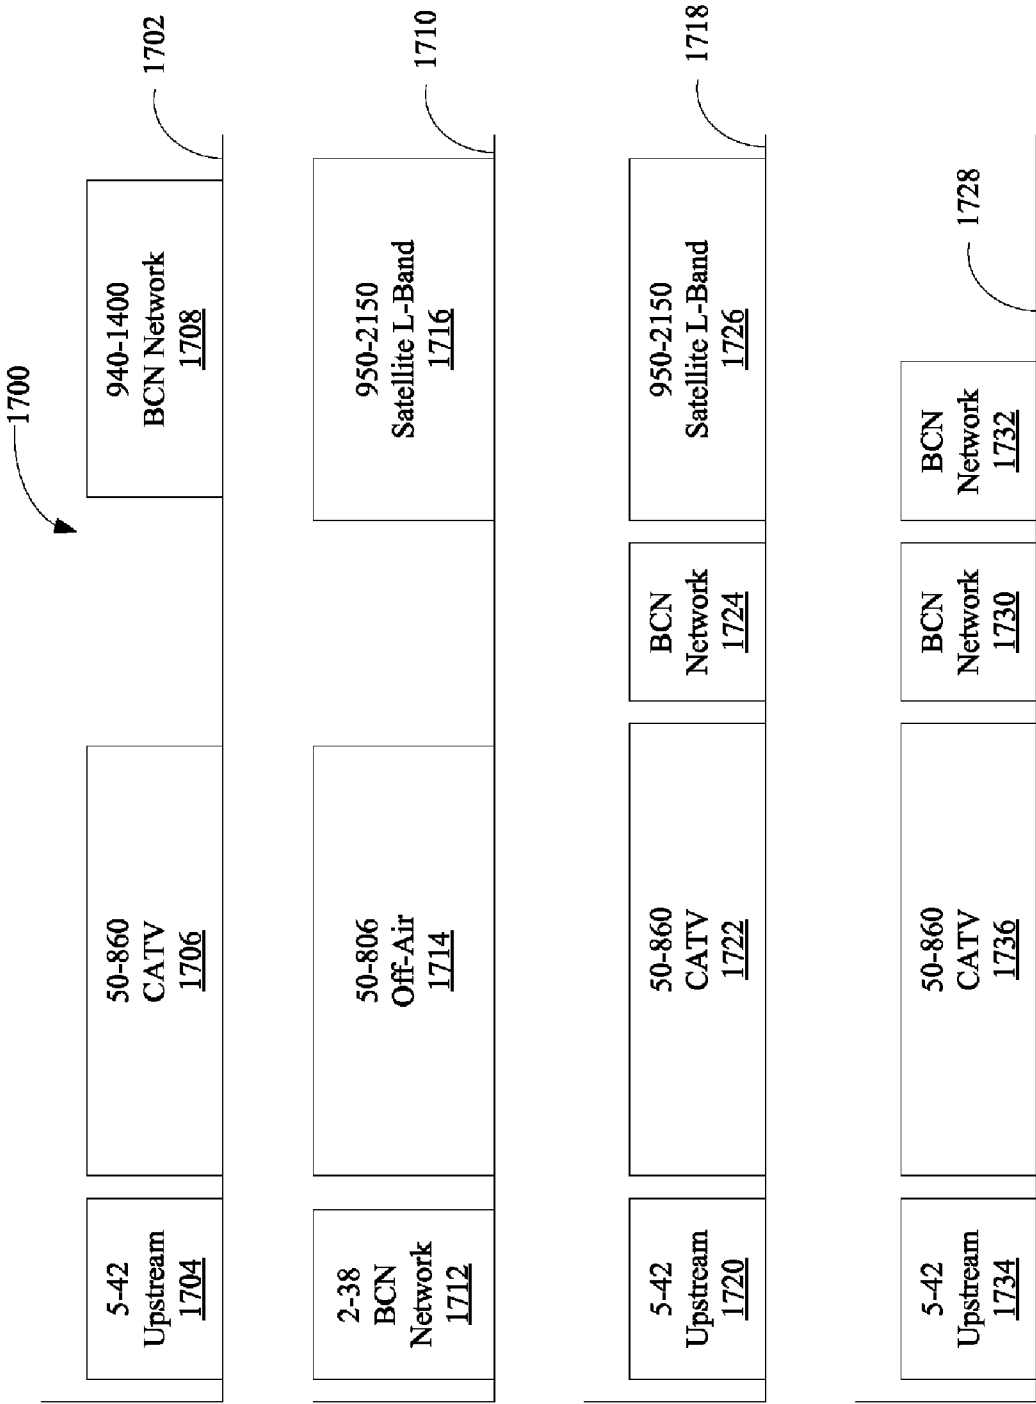 1700
1702
5-42
Upstream
1704
50-860
CATV
1706
940-1400
BCN Network
1708
1710
2-38
BCN
Network
1712
50-806
Off-Air
1714
950-2150
Satellite L-Band
1716
1718
5-42
Upstream
1720
50-860
CATV
1722
BCN
Network
1724
950-2150
Satellite L-Band
1726
1728
5-42
Upstream
1734
50-860
CATV
1736
BCN
Network
1730
BCN
Network
1732